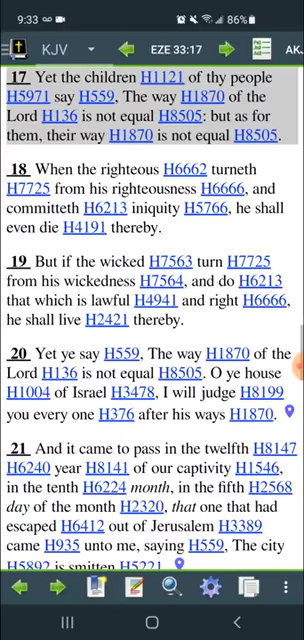 9:33 86%
KJV EZE 33:17 AK
17 Yet the children H1121 of thy people
H5971 say H559, The way H1870 of the
Lord H136 is not equal H8505: but as for
them, their way H1870 is not equal H8505.
18 When the righteous H6662 turneth
H7725 from his righteousness H6666, and
committeth H6213 iniquity H5766, he shall
even die H4191 thereby.
19 But if the wicked H7563 turn H7725
from his wickedness H7564, and do H6213
that which is lawful H4941 and right H6666,
he shall live H2421 thereby.
20 Yet ye say H559, The way H1870 of the
Lord H136 is not equal H8505. O ye house
H1004 of Israel H3478, I will judge H8199
you every one H376 after his ways H1870.
21 And it came to pass in the twelfth H8147
H6240 year H8141 of our captivity H1546,
in the tenth H6224 month, in the fifth H2568
day of the month H2320, that one that had
escaped H6412 out of Jerusalem H3389
came H935 unto me, saying H559, The city
H5892 is smitten H5221.